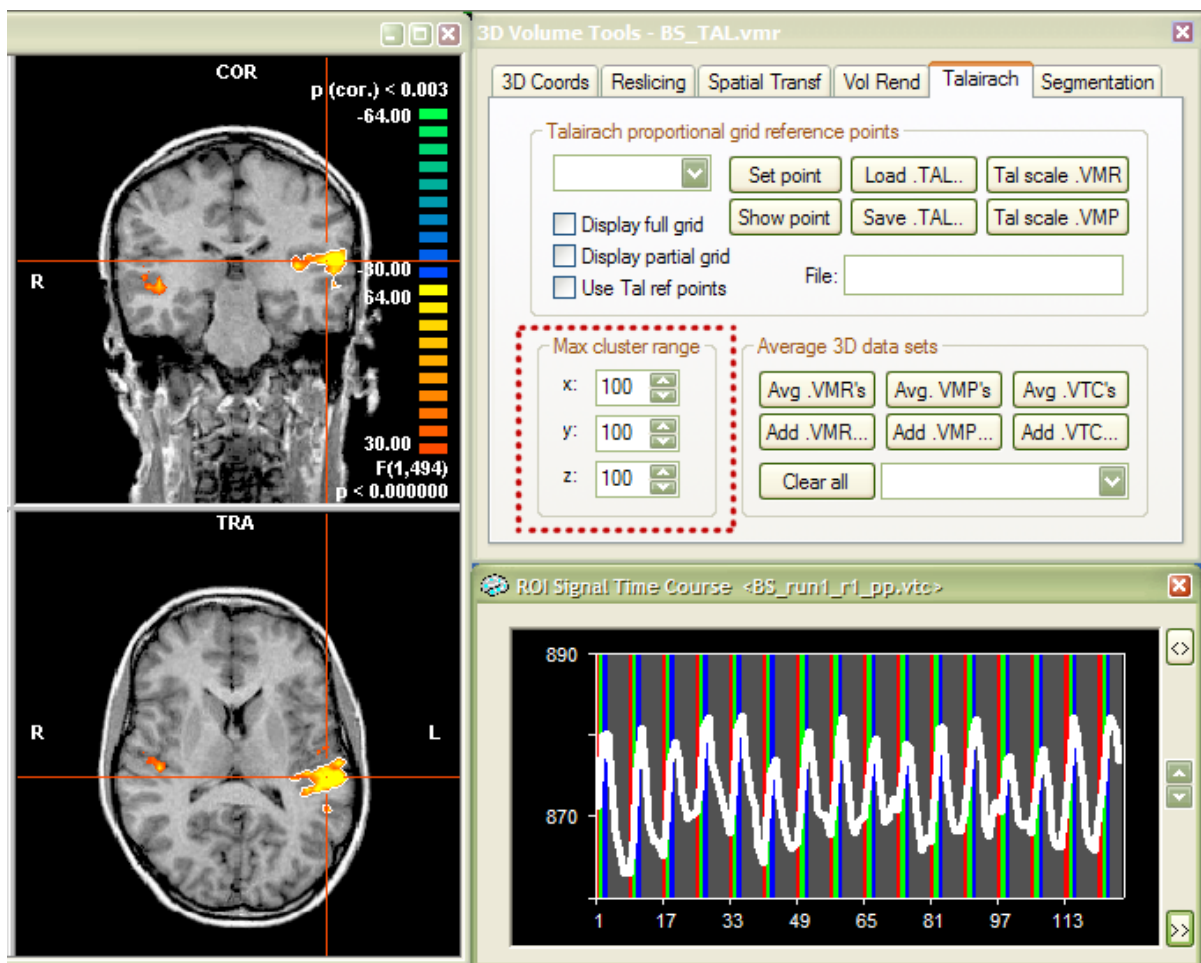 COR
p (cor.) < 0.003
-64.00
R
-30.00
64.00
30.00
F(1,494)
p < 0.000000
TRA
R
L
3D Volume Tools - BS_TAL.vmr
3D Coords
Reslicing
Spatial Transf
Vol Rend
Talairach
Segmentation
Talairach proportional grid reference points
Set point
Load .TAL..
Tal scale .VMR
Show point
Save .TAL..
Tal scale .VMP
Display full grid
Display partial grid
Use Tal ref points
File:
Max cluster range
x: 100
y: 100
z: 100
Average 3D data sets
Avg .VMR's
Avg. VMP's
Avg .VTC's
Add .VMR...
Add .VMP...
Add .VTC...
Clear all
ROI Signal Time Course <BS_run1_r1_pp.vtc>
<>
890
870
1 17 33 49 65 81 97 113
>>